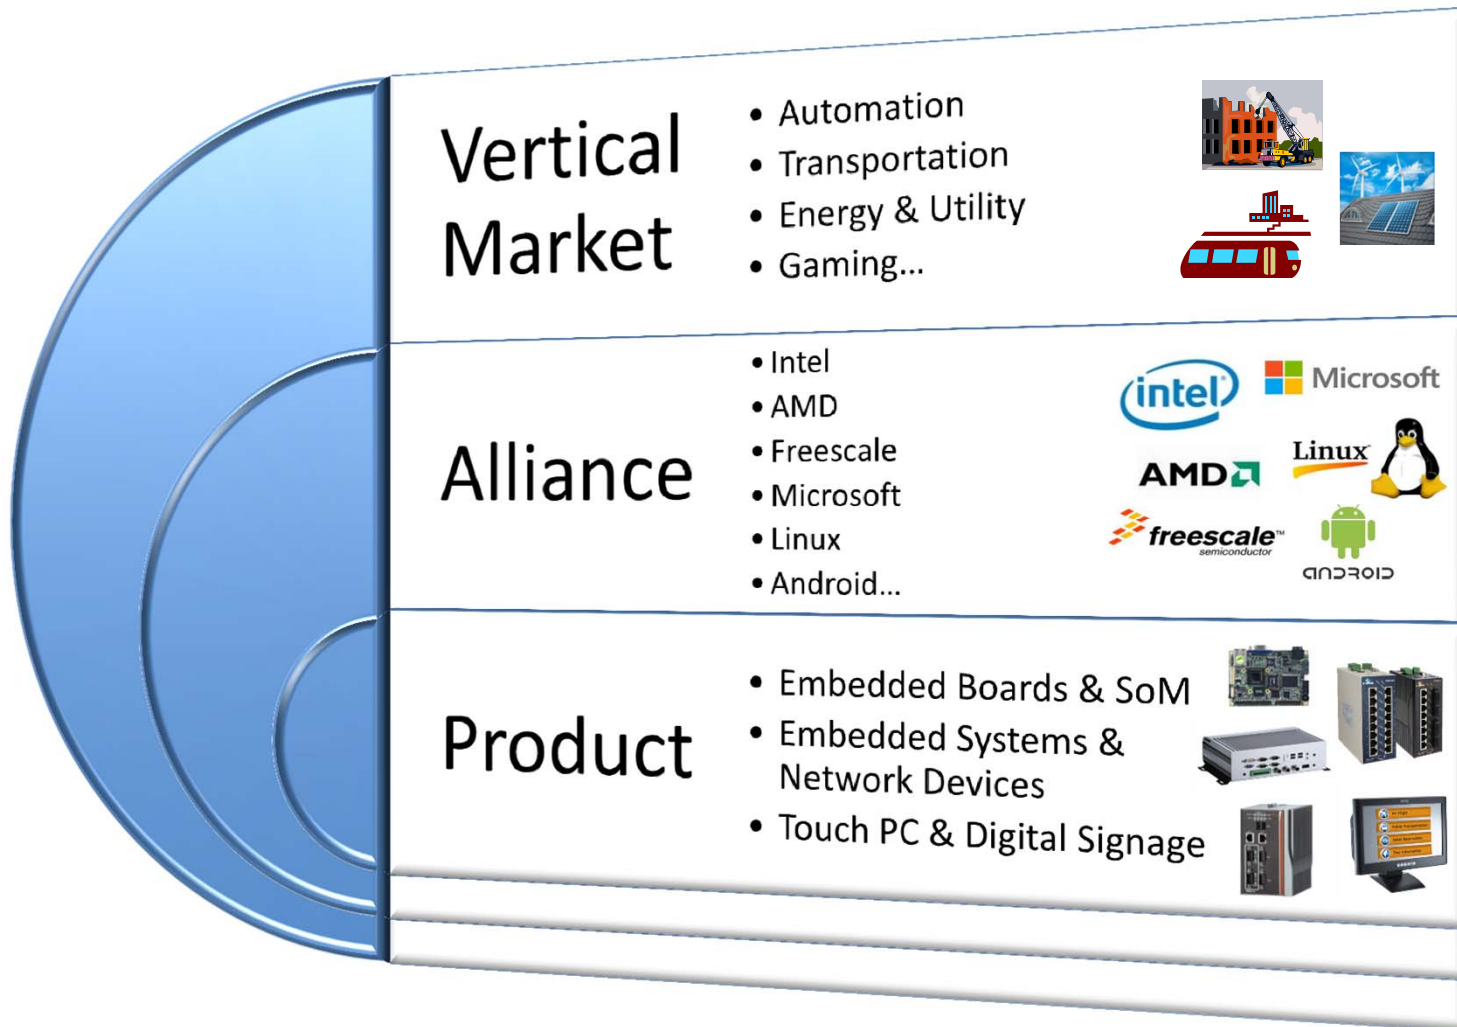 Vertical
Market
• Automation
• Transportation
• Energy & Utility
• Gaming...
Alliance
• Intel
• AMD
• Freescale
• Microsoft
• Linux
• Android...
intel
Microsoft
AMD
Linux
freescale™
semiconductor
ANDROID
Product
• Embedded Boards & SoM
• Embedded Systems &
Network Devices
• Touch PC & Digital Signage